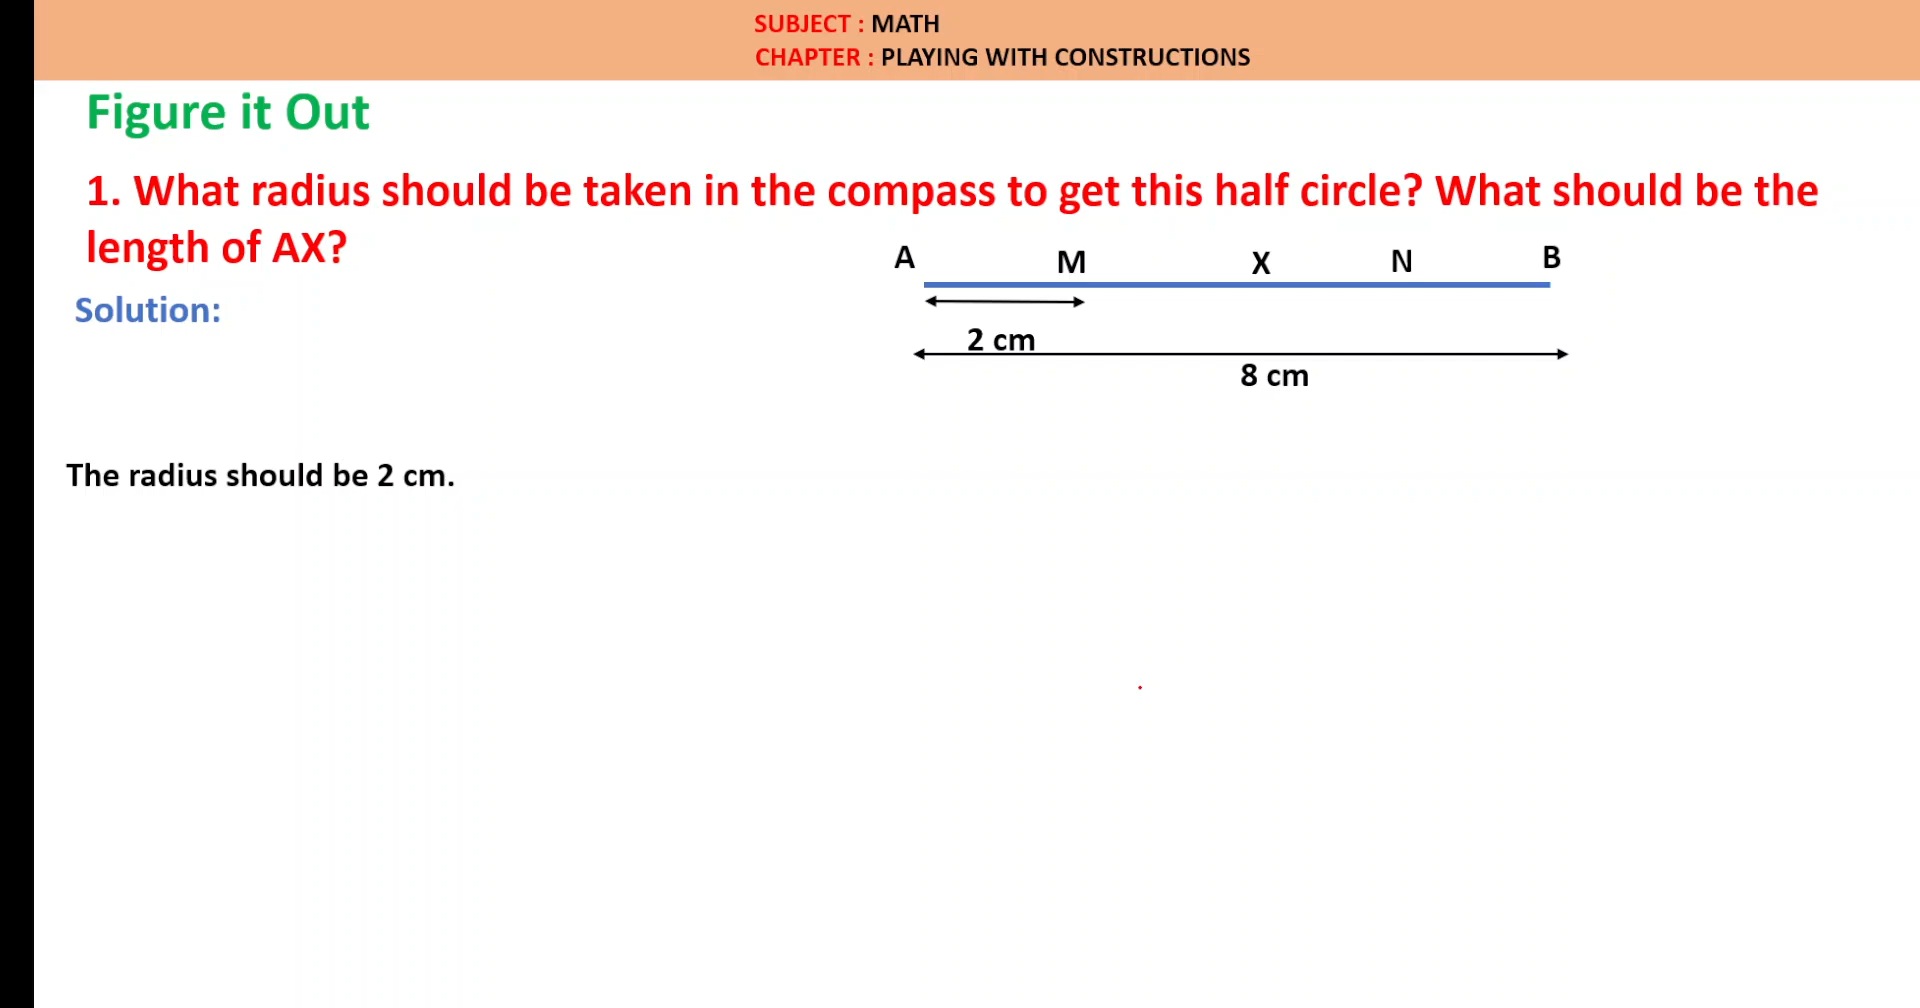 SUBJECT : MATH
CHAPTER : PLAYING WITH CONSTRUCTIONS
Figure it Out
1. What radius should be taken in the compass to get this half circle? What should be the
length of AX?
A M X N B
Solution:
2 cm
8 cm
The radius should be 2 cm.